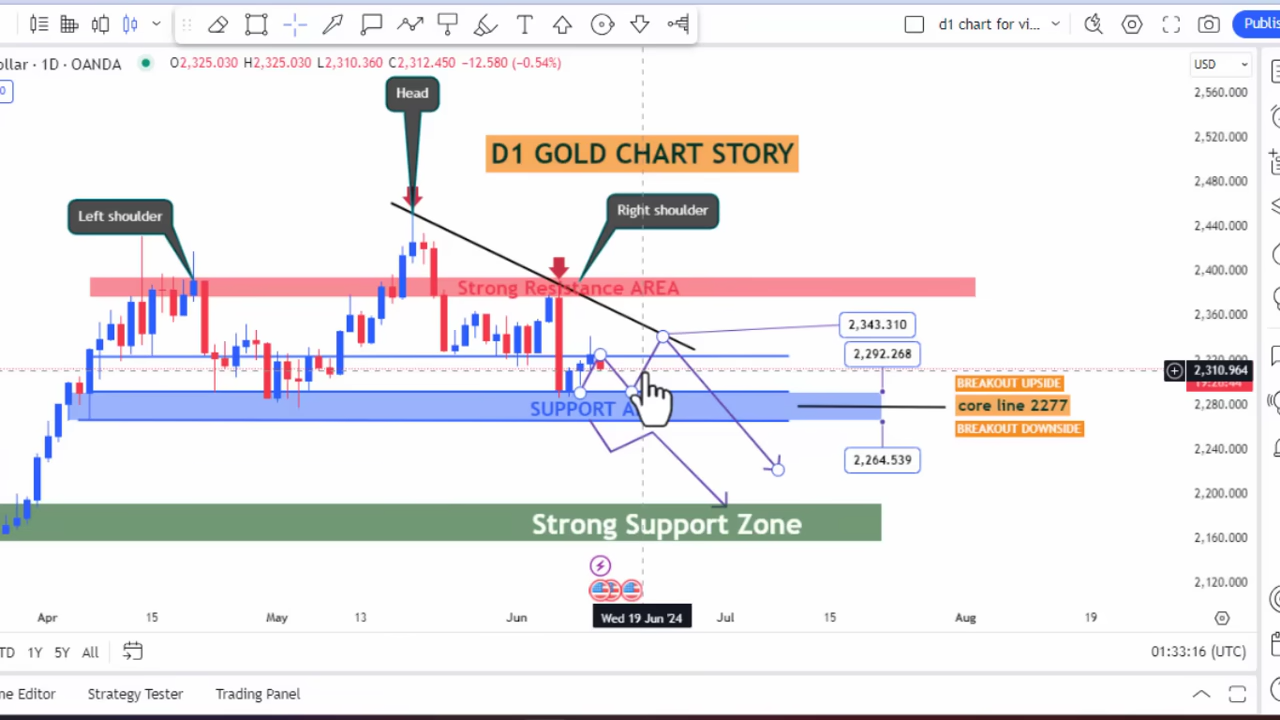 d1 chart for vi...
Publis
ollar · 1D · OANDA
O2,325.030 H2,325.030 L2,310.360 C2,312.450 −12.580 (−0.54%)
USD
0
Head
2,560.000
D1 GOLD CHART STORY
2,520.000
2,480.000
Left shoulder
Right shoulder
2,440.000
2,400.000
Strong Resistance AREA
2,360.000
2,343.310
2,292.268
2,310.964
BREAKOUT UPSIDE
SUPPORT A
core line 2277
2,280.000
BREAKOUT DOWNSIDE
2,264.539
2,240.000
2,200.000
Strong Support Zone
2,160.000
2,120.000
Apr
15
May
13
Jun
Wed 19 Jun '24
Jul
15
Aug
19
TD 1Y 5Y All
01:33:16 (UTC)
ne Editor
Strategy Tester
Trading Panel